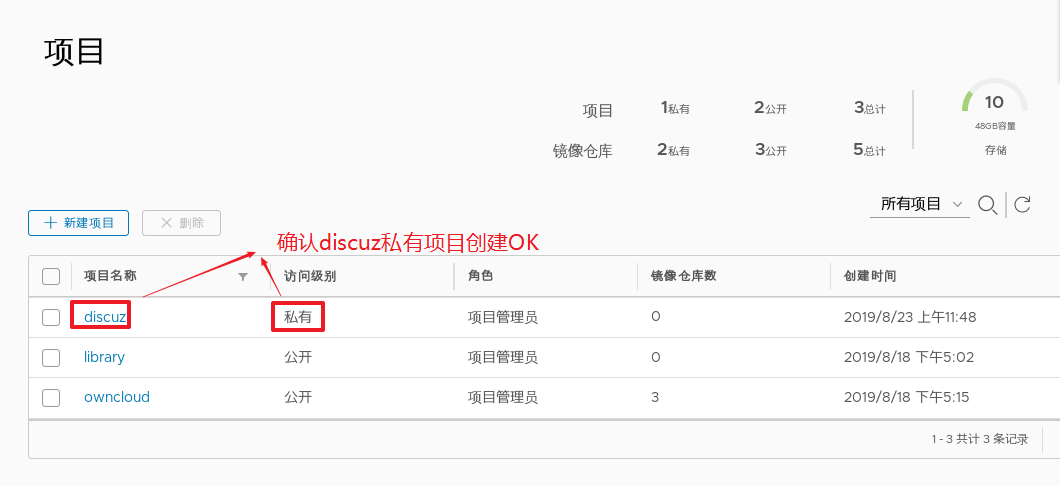 项目
项目 1私有 2公开 3总计
镜像仓库 2私有 3公开 5总计
10
48GB容量
存储
新建项目 删除 所有项目
确认discuz私有项目创建OK
项目名称 访问级别 角色 镜像仓库数 创建时间
discuz 私有 项目管理员 0 2019/8/23 上午11:48
library 公开 项目管理员 0 2019/8/18 下午5:02
owncloud 公开 项目管理员 3 2019/8/18 下午5:15
1 - 3 共计 3 条记录